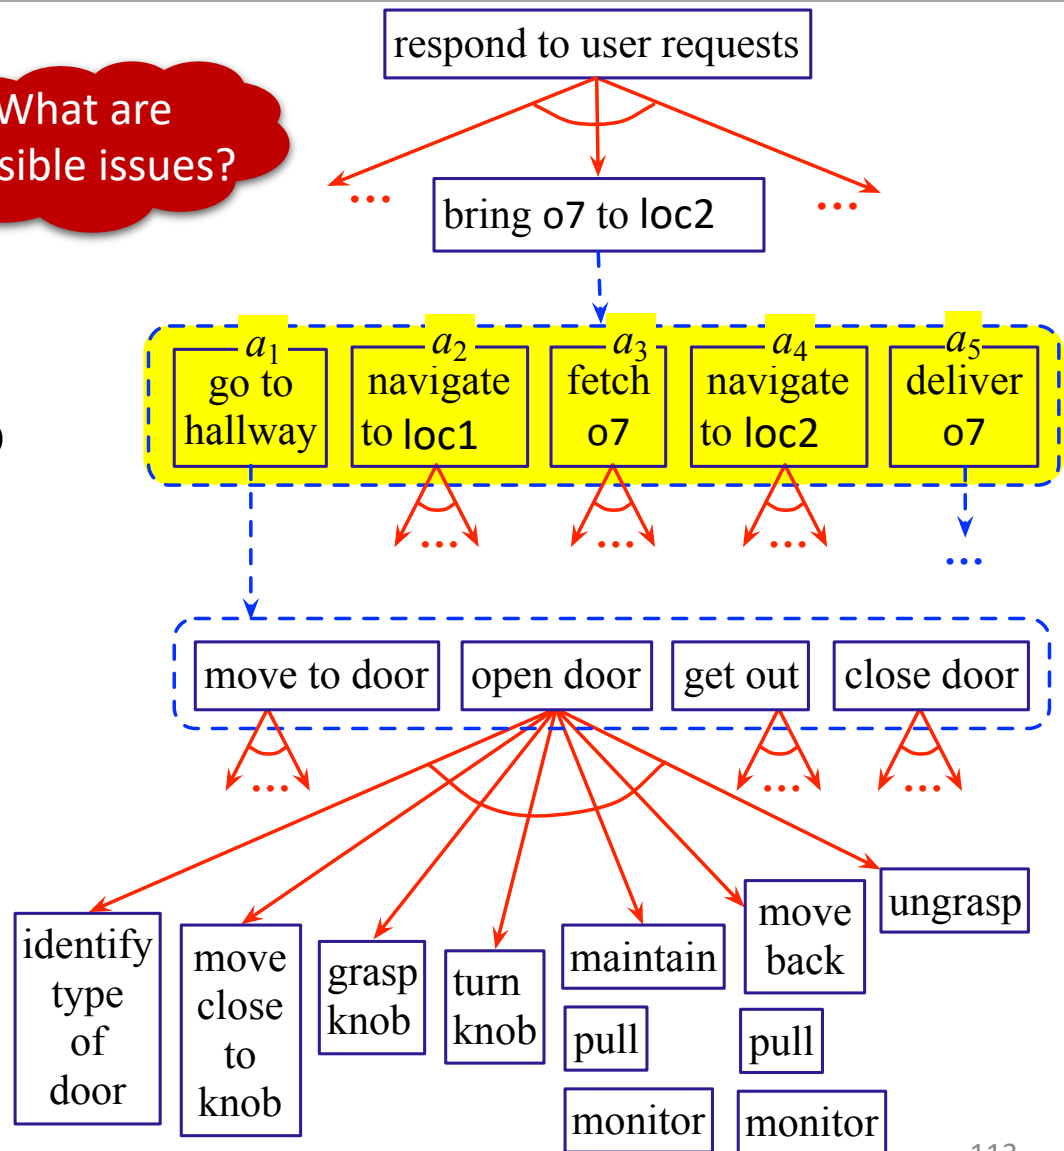 respond to user requests
What are
sible issues?
...
...
bring o7 to loc2
a1
a2
a3
a4
a5
go to
hallway
navigate
to loc1
fetch
o7
navigate
to loc2
deliver
o7
)
...
...
...
...
move to door
open door
get out
close door
...
...
...
identify
type
of
door
move
close
to
knob
grasp
knob
turn
knob
maintain
pull
monitor
move
back
pull
monitor
ungrasp